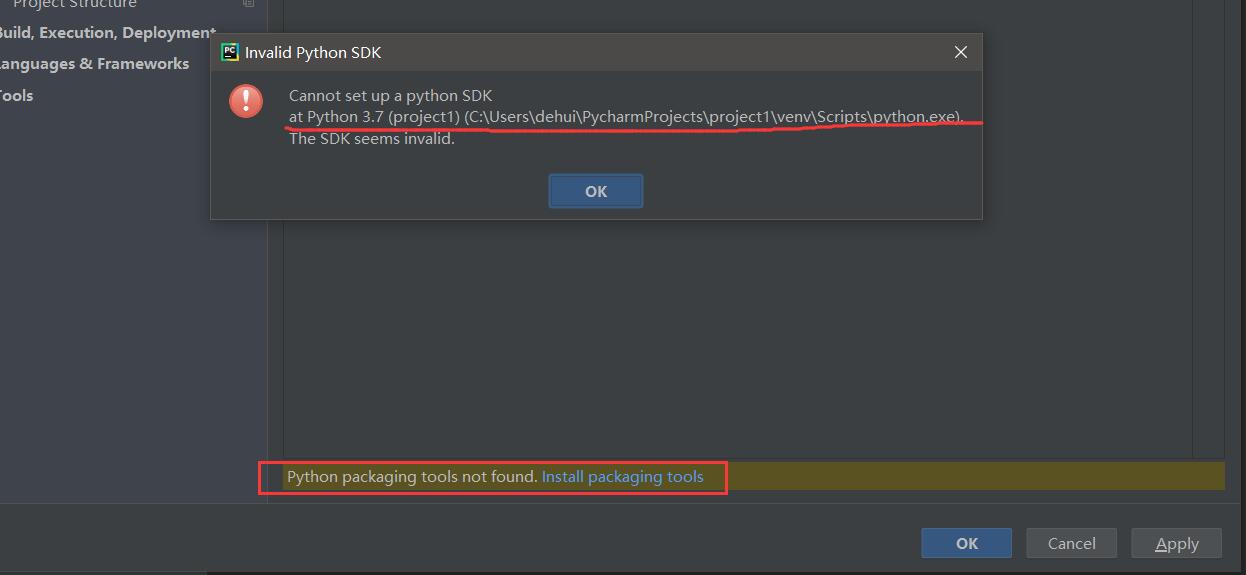 Project Structure
Build, Execution, Deployment
Languages & Frameworks
Tools
PC
Invalid Python SDK
Cannot set up a python SDK
at Python 3.7 (project1) (C:\Users\dehui\PycharmProjects\project1\venv\Scripts\python.exe).
The SDK seems invalid.
OK
Python packaging tools not found. Install packaging tools
OK
Cancel
Apply